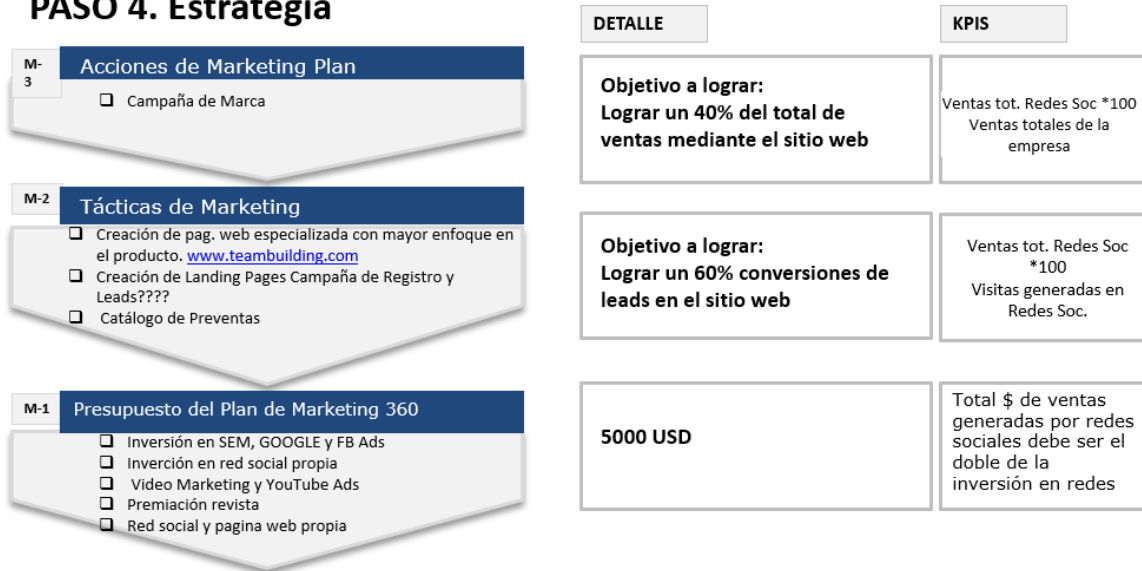 PASO 4. Estrategia
DETALLE
KPIS
M-
3
Acciones de Marketing Plan
❑ Campaña de Marca
Objetivo a lograr:
Lograr un 40% del total de
ventas mediante el sitio web
Ventas tot. Redes Soc *100
Ventas totales de la
empresa
M-2
Tácticas de Marketing
❑ Creación de pag. web especializada con mayor enfoque en
el producto. www.teambuilding.com
❑ Creación de Landing Pages Campaña de Registro y
Leads????
❑ Catálogo de Preventas
Objetivo a lograr:
Lograr un 60% conversiones de
leads en el sitio web
Ventas tot. Redes Soc
*100
Visitas generadas en
Redes Soc.
M-1
Presupuesto del Plan de Marketing 360
❑ Inversión en SEM, GOOGLE y FB Ads
❑ Inverción en red social propia
❑ Video Marketing y YouTube Ads
❑ Premiación revista
❑ Red social y pagina web propia
5000 USD
Total $ de ventas
generadas por redes
sociales debe ser el
doble de la
inversión en redes